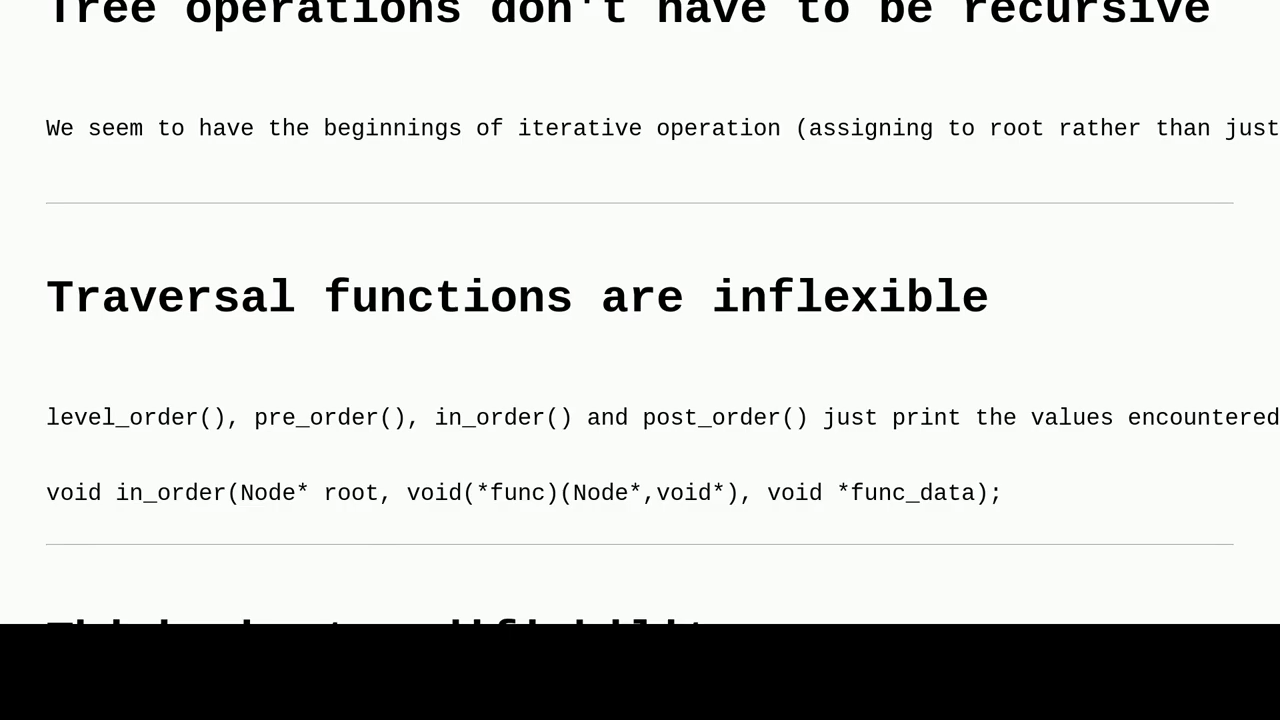 Tree operations don't have to be recursive
We seem to have the beginnings of iterative operation (assigning to root rather than just
Traversal functions are inflexible
level_order(), pre_order(), in_order() and post_order() just print the values encountered
void in_order(Node* root, void(*func)(Node*,void*), void *func_data);